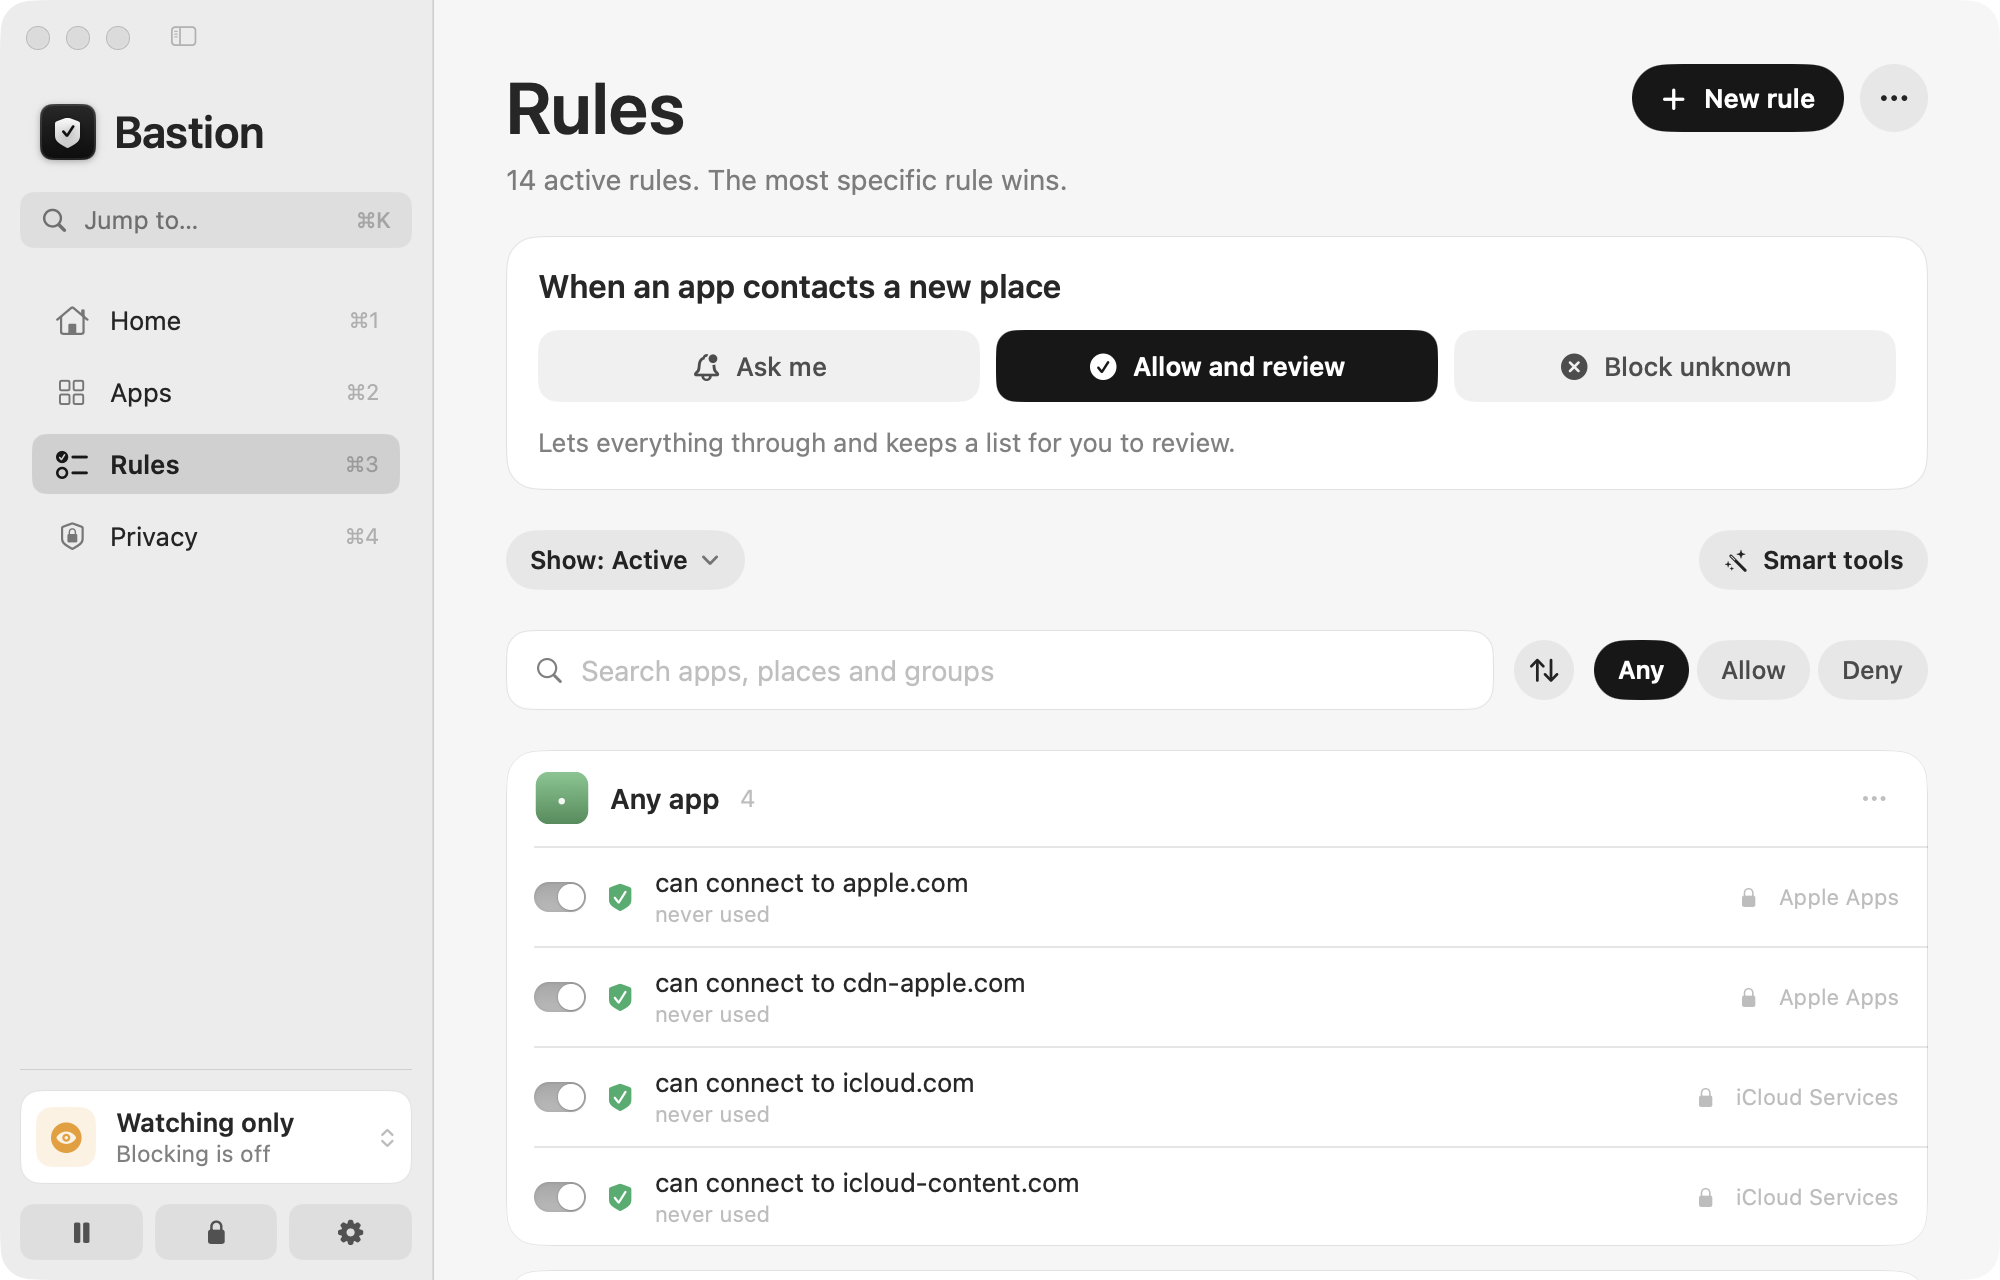 Bastion
Jump to...
⌘K
Home
⌘1
Apps
⌘2
Rules
⌘3
Privacy
⌘4
Watching only
Blocking is off
Rules
14 active rules. The most specific rule wins.
New rule
When an app contacts a new place
Ask me
Allow and review
Block unknown
Lets everything through and keeps a list for you to review.
Show: Active
Smart tools
Search apps, places and groups
Any
Allow
Deny
Any app 4
can connect to apple.com
never used
Apple Apps
can connect to cdn-apple.com
never used
Apple Apps
can connect to icloud.com
never used
iCloud Services
can connect to icloud-content.com
never used
iCloud Services